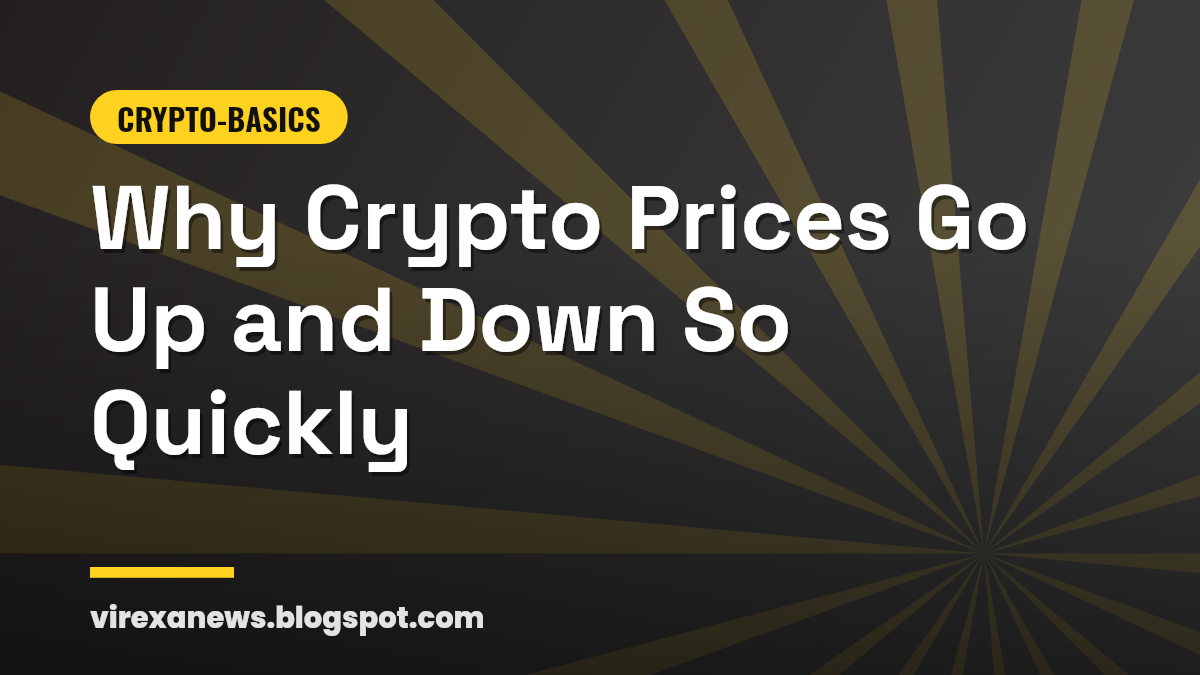 CRYPTO-BASICS
Why Crypto Prices Go
Up and Down So
Quickly
virexanews.blogspot.com